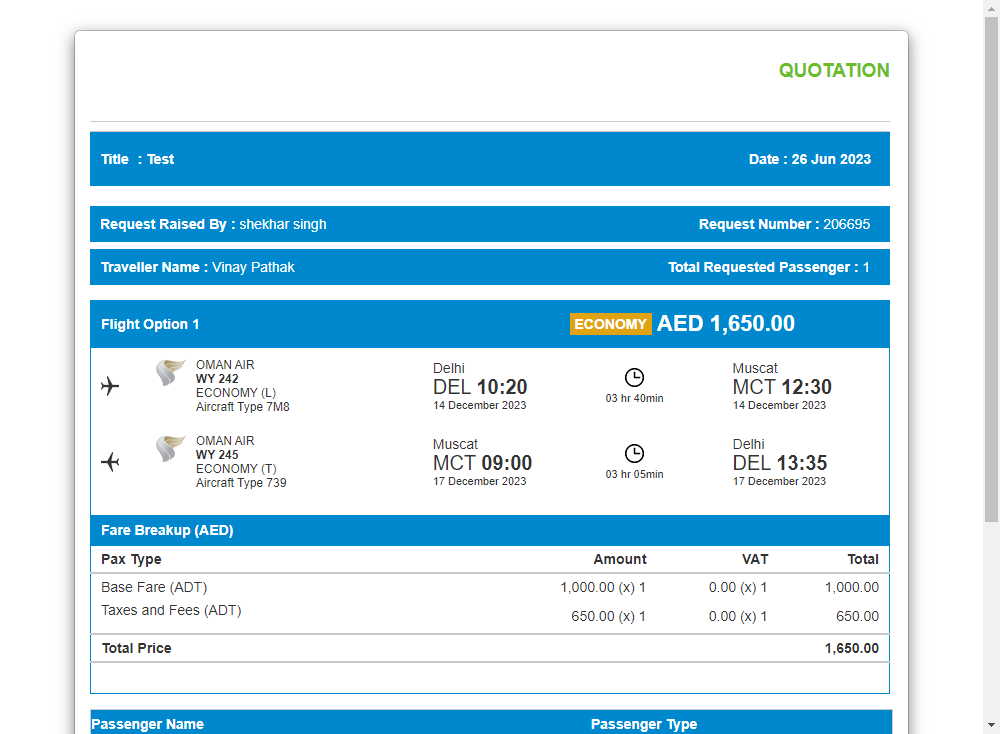 QUOTATION
Title : Test Date : 26 Jun 2023
Request Raised By : shekhar singh Request Number : 206695
Traveller Name : Vinay Pathak Total Requested Passenger : 1
Flight Option 1 ECONOMY AED 1,650.00
OMAN AIR
WY 242
ECONOMY (L)
Aircraft Type 7M8
Delhi
DEL 10:20
14 December 2023
03 hr 40min
Muscat
MCT 12:30
14 December 2023
OMAN AIR
WY 245
ECONOMY (T)
Aircraft Type 739
Muscat
MCT 09:00
17 December 2023
03 hr 05min
Delhi
DEL 13:35
17 December 2023
Fare Breakup (AED)
Pax Type Amount VAT Total
Base Fare (ADT) 1,000.00 (x) 1 0.00 (x) 1 1,000.00
Taxes and Fees (ADT) 650.00 (x) 1 0.00 (x) 1 650.00
Total Price 1,650.00
Passenger Name Passenger Type